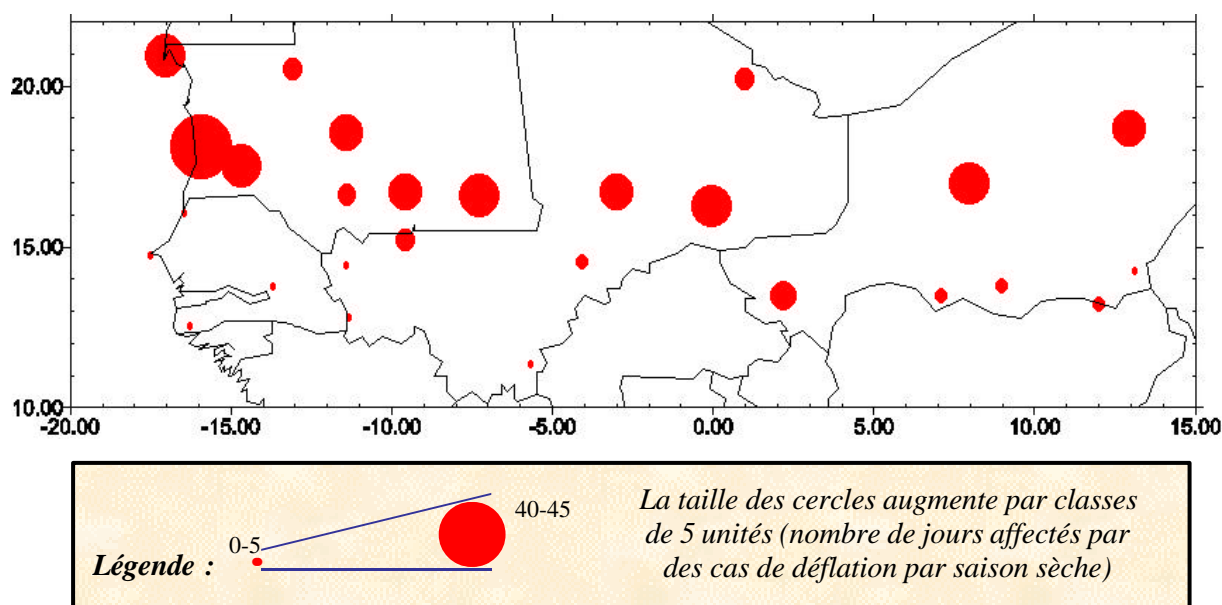 20.00
15.00
10.00
-20.00 -15.00 -10.00 -5.00 0.00 5.00 10.00 15.00
Légende :
0-5
40-45
La taille des cercles augmente par classes
de 5 unités (nombre de jours affectés par
des cas de déflation par saison sèche)